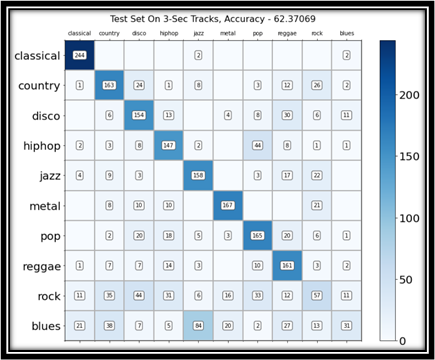 Test Set On 3-Sec Tracks, Accuracy - 62.37069
classical country disco hiphop jazz metal pop reggae rock blues
classical 244 2 2
country 1 163 24 1 8 3 12 26 2
disco 6 154 13 4 8 30 6 11
hiphop 2 3 8 147 2 44 8 1 1
jazz 4 9 3 158 3 17 22
metal 8 10 10 167 21
pop 2 20 18 5 3 165 20 6 1
reggae 1 7 7 14 3 10 161 3 2
rock 11 35 44 31 6 16 33 12 57 11
blues 21 38 7 5 84 20 2 27 13 31
200
150
100
50
0